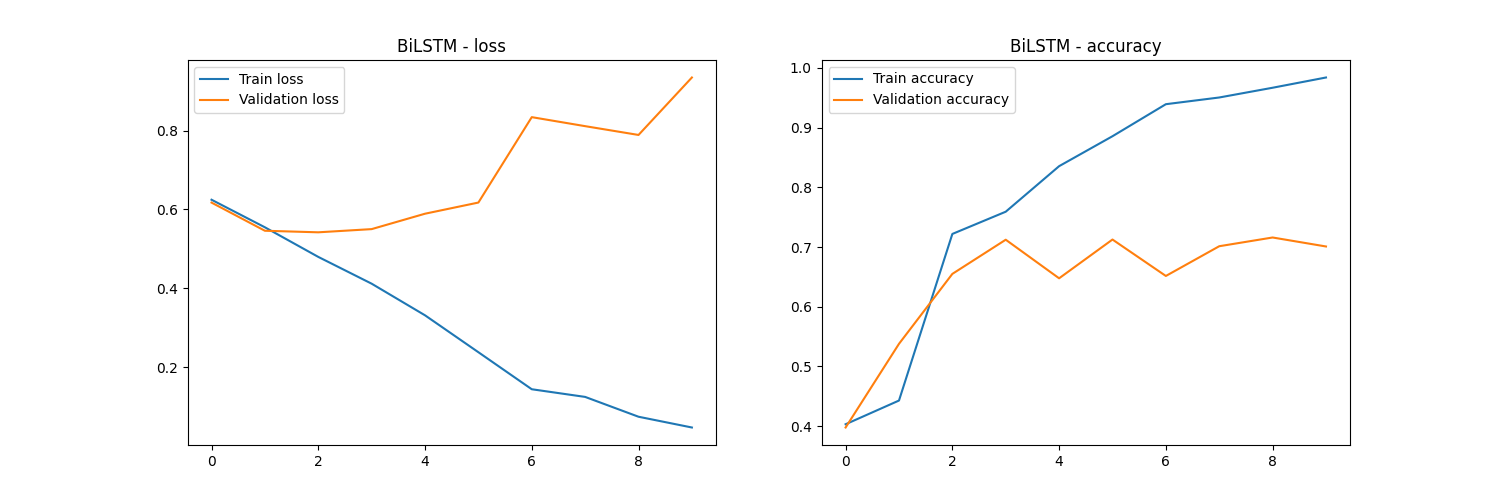 BiLSTM - loss
Train loss
Validation loss
0.8
0.6
0.4
0.2
0 2 4 6 8
BiLSTM - accuracy
Train accuracy
Validation accuracy
1.0
0.9
0.8
0.7
0.6
0.5
0.4
0 2 4 6 8